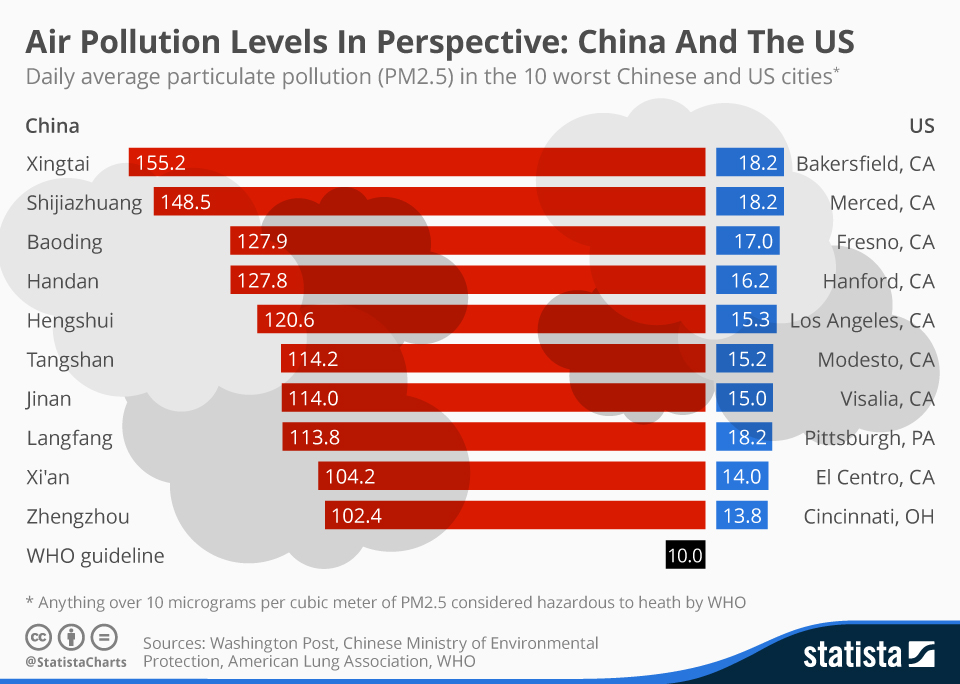 Air Pollution Levels In Perspective: China And The US
Daily average particulate pollution (PM2.5) in the 10 worst Chinese and US cities*
China US
Xingtai 155.2 18.2 Bakersfield, CA
Shijiazhuang 148.5 18.2 Merced, CA
Baoding 127.9 17.0 Fresno, CA
Handan 127.8 16.2 Hanford, CA
Hengshui 120.6 15.3 Los Angeles, CA
Tangshan 114.2 15.2 Modesto, CA
Jinan 114.0 15.0 Visalia, CA
Langfang 113.8 18.2 Pittsburgh, PA
Xi'an 104.2 14.0 El Centro, CA
Zhengzhou 102.4 13.8 Cincinnati, OH
WHO guideline 10.0
* Anything over 10 micrograms per cubic meter of PM2.5 considered hazardous to heath by WHO
cc
@StatistaCharts
Sources: Washington Post, Chinese Ministry of Environmental
Protection, American Lung Association, WHO
statista